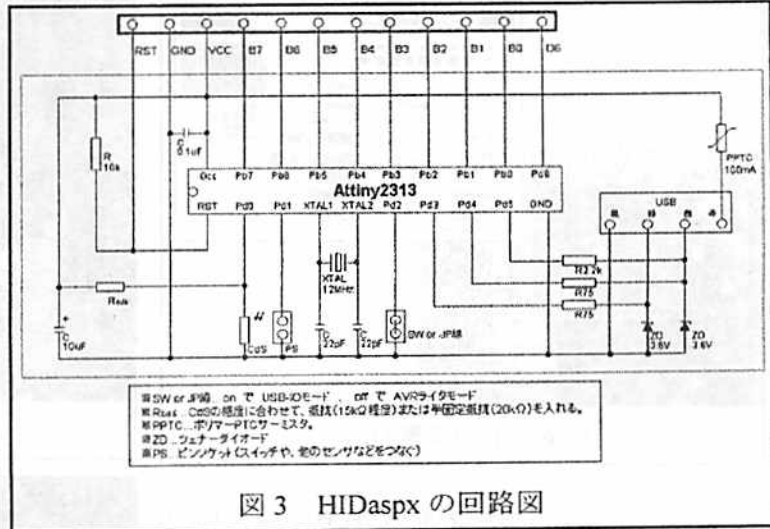 RST GND VCC B7 B6 B5 B4 B3 B2 B1 B0 D6
R
10k
C
0.1uF
PPTC
100mA
Vcc Pb7 Pb6 Pb5 Pb4 Pb3 Pb2 Pb1 Pb0 Pd6
Attiny2313
RST Pd0 Pd1 XTAL1 XTAL2 Pd2 Pd3 Pd4 Pd5 GND
USB
黒 緑 白 赤
R2.2k
R75
R75
XTAL
12MHz
C
10uF
CdS
PS
C
22pF
C
22pF
SW or JP線
ZD
3.6V
ZD
3.6V
※SW or JP線... on で USB-IOモード 、 off で AVRライタモード
CdSの感度に合わせて、抵抗(15kΩ程度)または半固定抵抗(20kΩ)を入れる。
※PPTC...ポリマーPTCサーミスタ。
※ZD...ツェナーダイオード
※PS...ピンソケット(スイッチや、他のセンサなどをつなぐ)
図 3 HIDaspx の回路図